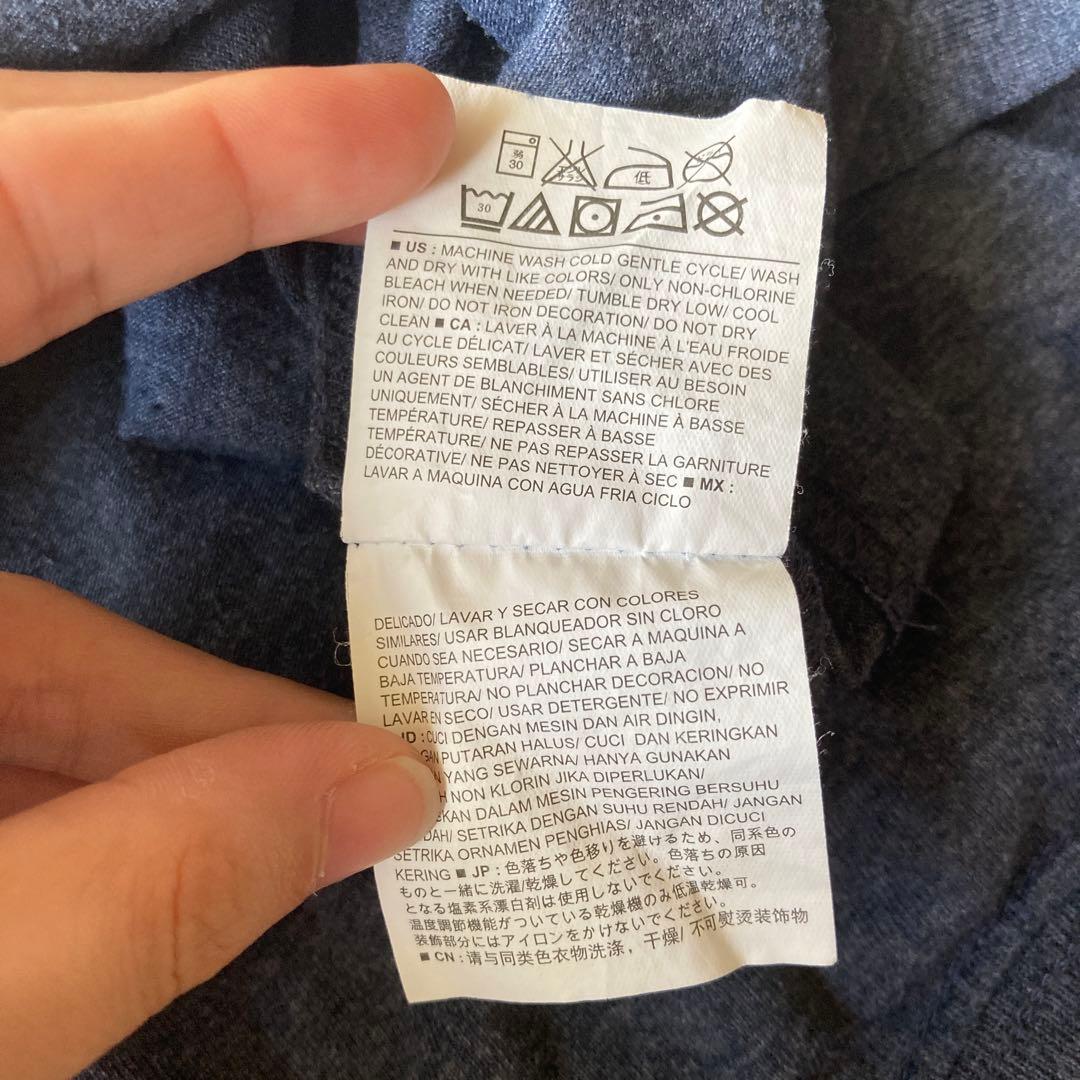 弱
30
低
30
■ US : MACHINE WASH COLD GENTLE CYCLE/ WASH
AND DRY WITH LIKE COLORS/ ONLY NON-CHLORINE
BLEACH WHEN NEEDED/ TUMBLE DRY LOW/ COOL
IRON/ DO NOT IRON DECORATION/ DO NOT DRY
CLEAN ■ CA : LAVER À LA MACHINE À L'EAU FROIDE
AU CYCLE DÉLICAT/ LAVER ET SÉCHER AVEC DES
COULEURS SEMBLABLES/ UTILISER AU BESOIN
UN AGENT DE BLANCHIMENT SANS CHLORE
UNIQUEMENT/ SÉCHER À LA MACHINE À BASSE
TEMPÉRATURE/ REPASSER À BASSE
TEMPÉRATURE/ NE PAS REPASSER LA GARNITURE
DÉCORATIVE/ NE PAS NETTOYER À SEC ■ MX :
LAVAR A MAQUINA CON AGUA FRIA CICLO
DELICADO/ LAVAR Y SECAR CON COLORES
SIMILARES/ USAR BLANQUEADOR SIN CLORO
CUANDO SEA NECESARIO/ SECAR A MAQUINA A
BAJA TEMPERATURA/ PLANCHAR A BAJA
TEMPERATURA/ NO PLANCHAR DECORACION/ NO
LAVAR EN SECO/ USAR DETERGENTE/ NO EXPRIMIR
ID : CUCI DENGAN MESIN DAN AIR DINGIN,
PUTARAN HALUS/ CUCI DAN KERINGKAN
YANG SEWARNA/ HANYA GUNAKAN
NON KLORIN JIKA DIPERLUKAN/
DALAM MESIN PENGERING BERSUHU
SETRIKA DENGAN SUHU RENDAH/ JANGAN
SETRIKA ORNAMEN PENGHIAS/ JANGAN DICUCI
KERING ■ JP : 色落ちや色移りを避けるため、同系色の
ものと一緒に洗濯/乾燥してください。色落ちの原因
となる塩素系漂白剤は使用しないでください。
温度調節機能がついている乾燥機のみ低温乾燥可。
装飾部分にはアイロンをかけないでください。
■ CN : 请与同类色衣物洗涤，干燥/ 不可熨烫装饰物